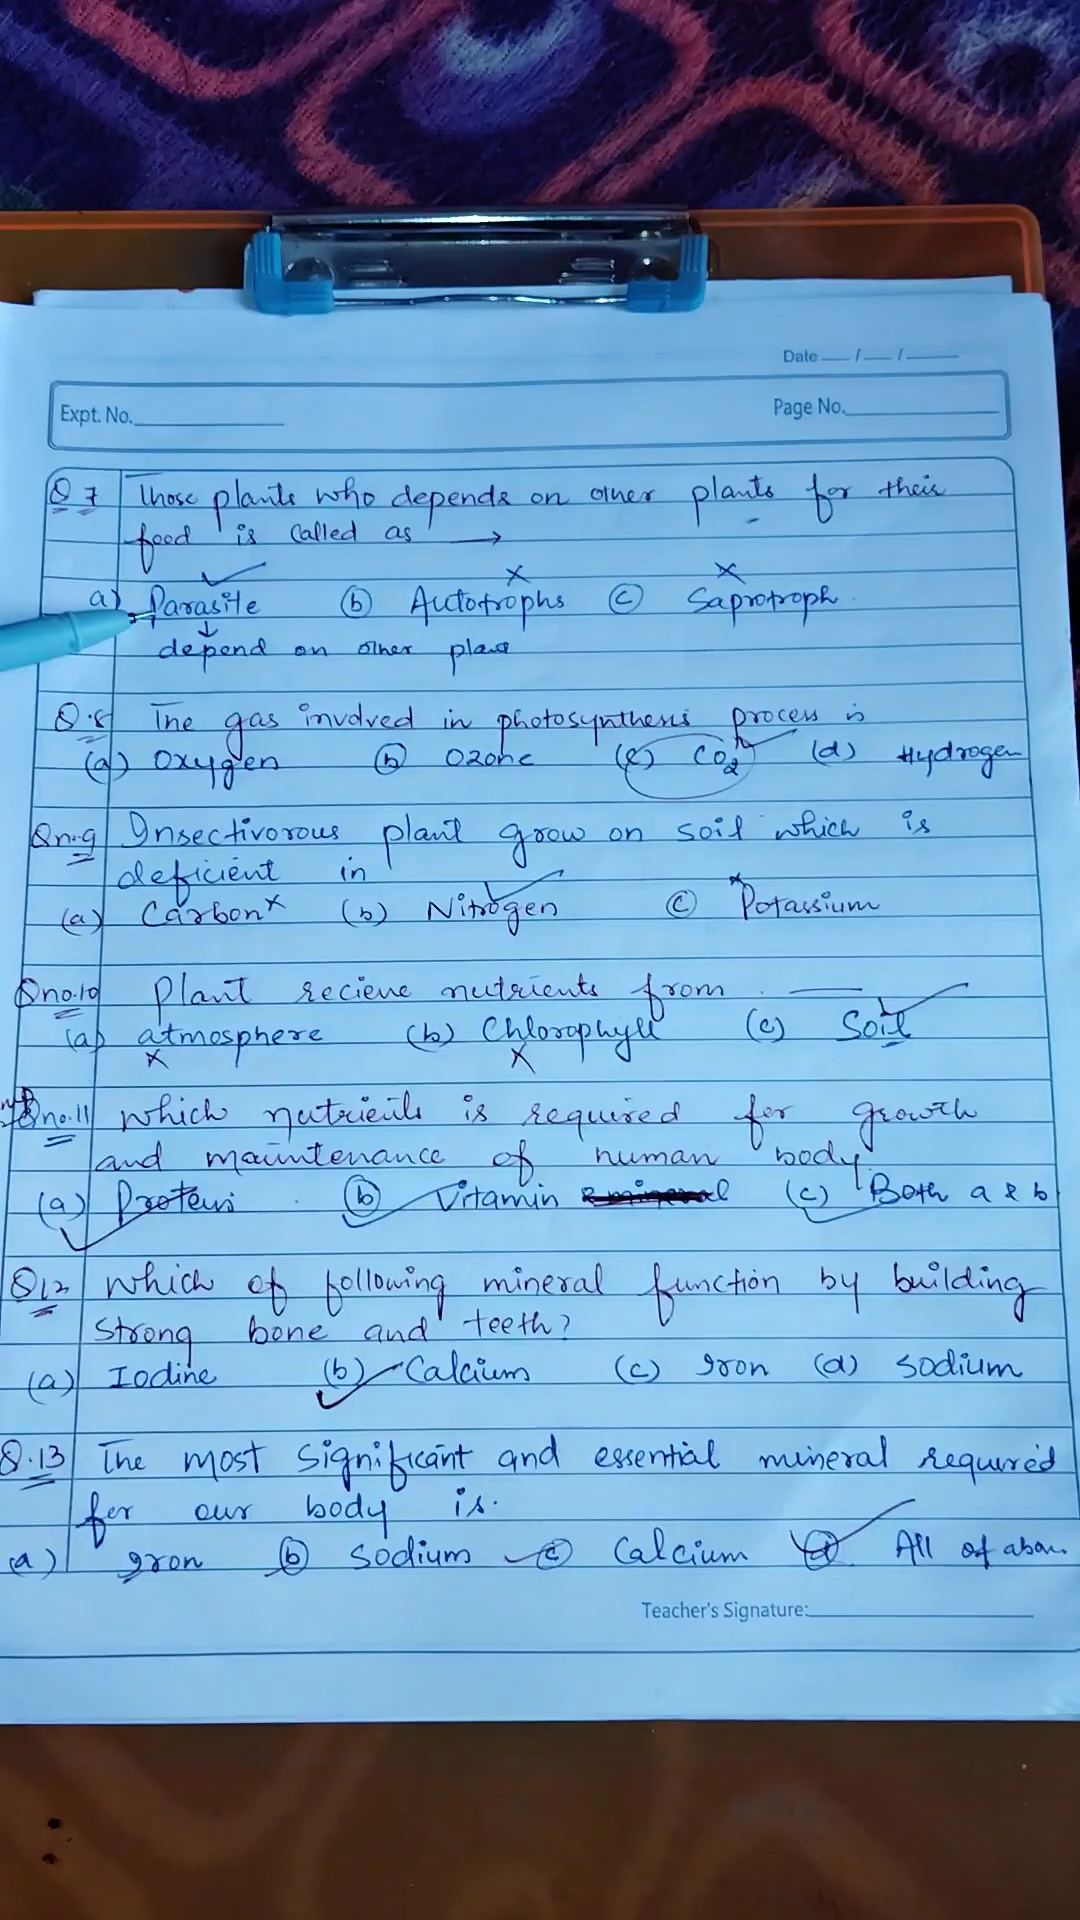 Date __/__/____
Expt. No.
Page No.
Q 7 Those plants who depends on other plants for their
food is called as →
a) Parasite (b) Autotrophs (c) Saprotroph.
depend on other plant
Q.8 The gas involved in photosynthesis process is
(a) Oxygen (b) Ozone (c) CO2 (d) Hydrogen
Qn.9 Insectivorous plant grow on soil which is
deficient in
(a) Carbon (b) Nitrogen (c) Potassium
Qno.10 Plant recieve nutrients from ____
(a) atmosphere (b) Chlorophyll (c) Soil
Qno.11 which nutrients is required for growth
and maintenance of human body.
(a) Protein (b) Vitamin (c) Both a & b
Q12 which of following mineral function by building
strong bone and teeth?
(a) Iodine (b) Calcium (c) Iron (d) sodium
Q.13 The most significant and essential mineral required
for our body is.
(a) Iron (b) sodium (c) Calcium (d) All of above
Teacher's Signature: